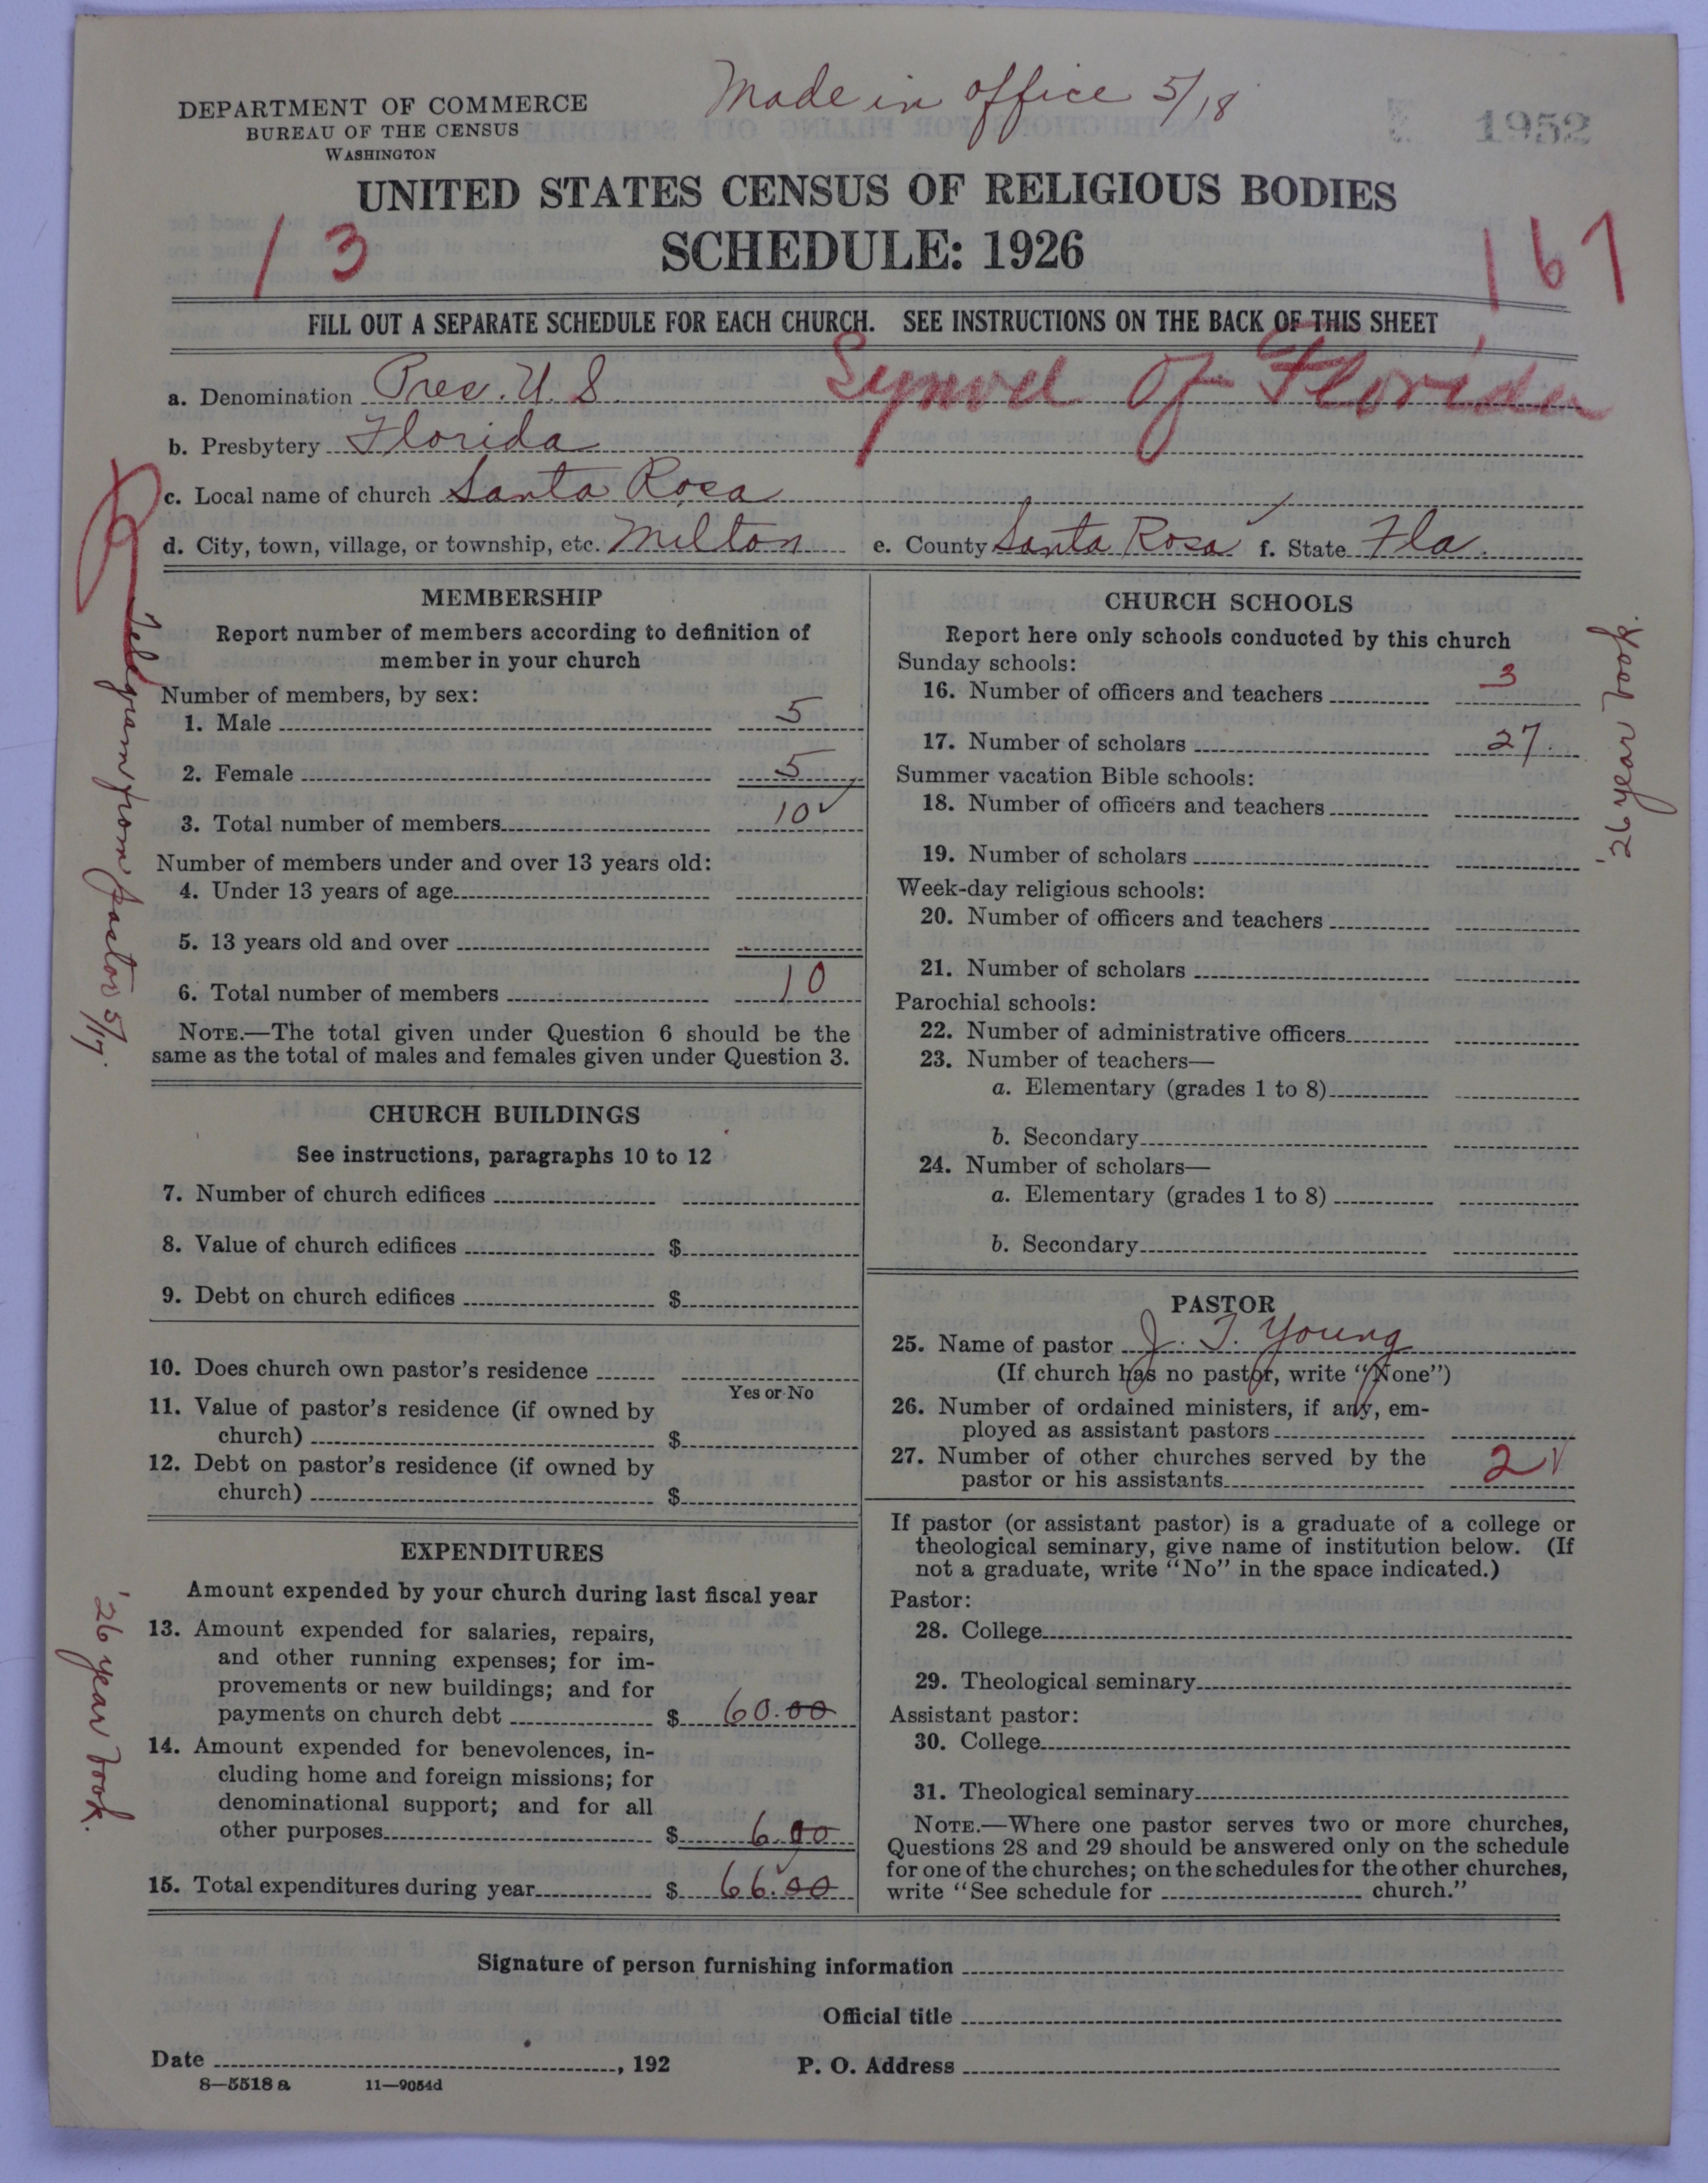 Made in office 5/18
DEPARTMENT OF COMMERCE
BUREAU OF THE CENSUS
WASHINGTON
1952
UNITED STATES CENSUS OF RELIGIOUS BODIES
SCHEDULE: 1926
13
167
FILL OUT A SEPARATE SCHEDULE FOR EACH CHURCH. SEE INSTRUCTIONS ON THE BACK OF THIS SHEET
a. Denomination Pres. U. S. Synod of Florida
b. Presbytery Florida
c. Local name of church Santa Rosa
d. City, town, village, or township, etc. Milton e. County Santa Rosa f. State Fla.
Telegram from Pastor 5/17.
MEMBERSHIP
Report number of members according to definition of
member in your church
Number of members, by sex:
1. Male 5
2. Female 5
3. Total number of members 10 ✓
Number of members under and over 13 years old:
4. Under 13 years of age
5. 13 years old and over
6. Total number of members 10
NOTE.—The total given under Question 6 should be the
same as the total of males and females given under Question 3.
CHURCH BUILDINGS
See instructions, paragraphs 10 to 12
7. Number of church edifices
8. Value of church edifices $
9. Debt on church edifices $
10. Does church own pastor's residence
Yes or No
11. Value of pastor's residence (if owned by
church) $
12. Debt on pastor's residence (if owned by
church) $
EXPENDITURES
Amount expended by your church during last fiscal year
13. Amount expended for salaries, repairs,
and other running expenses; for im-
provements or new buildings; and for
payments on church debt $ 60.00
14. Amount expended for benevolences, in-
cluding home and foreign missions; for
denominational support; and for all
other purposes $ 6.00
15. Total expenditures during year $ 66.00
'26 year book.
CHURCH SCHOOLS
Report here only schools conducted by this church
Sunday schools:
16. Number of officers and teachers 3
17. Number of scholars 27
Summer vacation Bible schools:
18. Number of officers and teachers
19. Number of scholars
Week-day religious schools:
20. Number of officers and teachers
21. Number of scholars
Parochial schools:
22. Number of administrative officers
23. Number of teachers—
a. Elementary (grades 1 to 8)
b. Secondary
24. Number of scholars—
a. Elementary (grades 1 to 8)
b. Secondary
'26 year book.
PASTOR
25. Name of pastor J. T. Young
(If church has no pastor, write "None")
26. Number of ordained ministers, if any, em-
ployed as assistant pastors
27. Number of other churches served by the
pastor or his assistants 2 ✓
If pastor (or assistant pastor) is a graduate of a college or
theological seminary, give name of institution below. (If
not a graduate, write "No" in the space indicated.)
Pastor:
28. College
29. Theological seminary
Assistant pastor:
30. College
31. Theological seminary
NOTE.—Where one pastor serves two or more churches,
Questions 28 and 29 should be answered only on the schedule
for one of the churches; on the schedules for the other churches,
write "See schedule for church."
Signature of person furnishing information
Official title
Date , 192 P. O. Address
8—5518 a 11—9054d